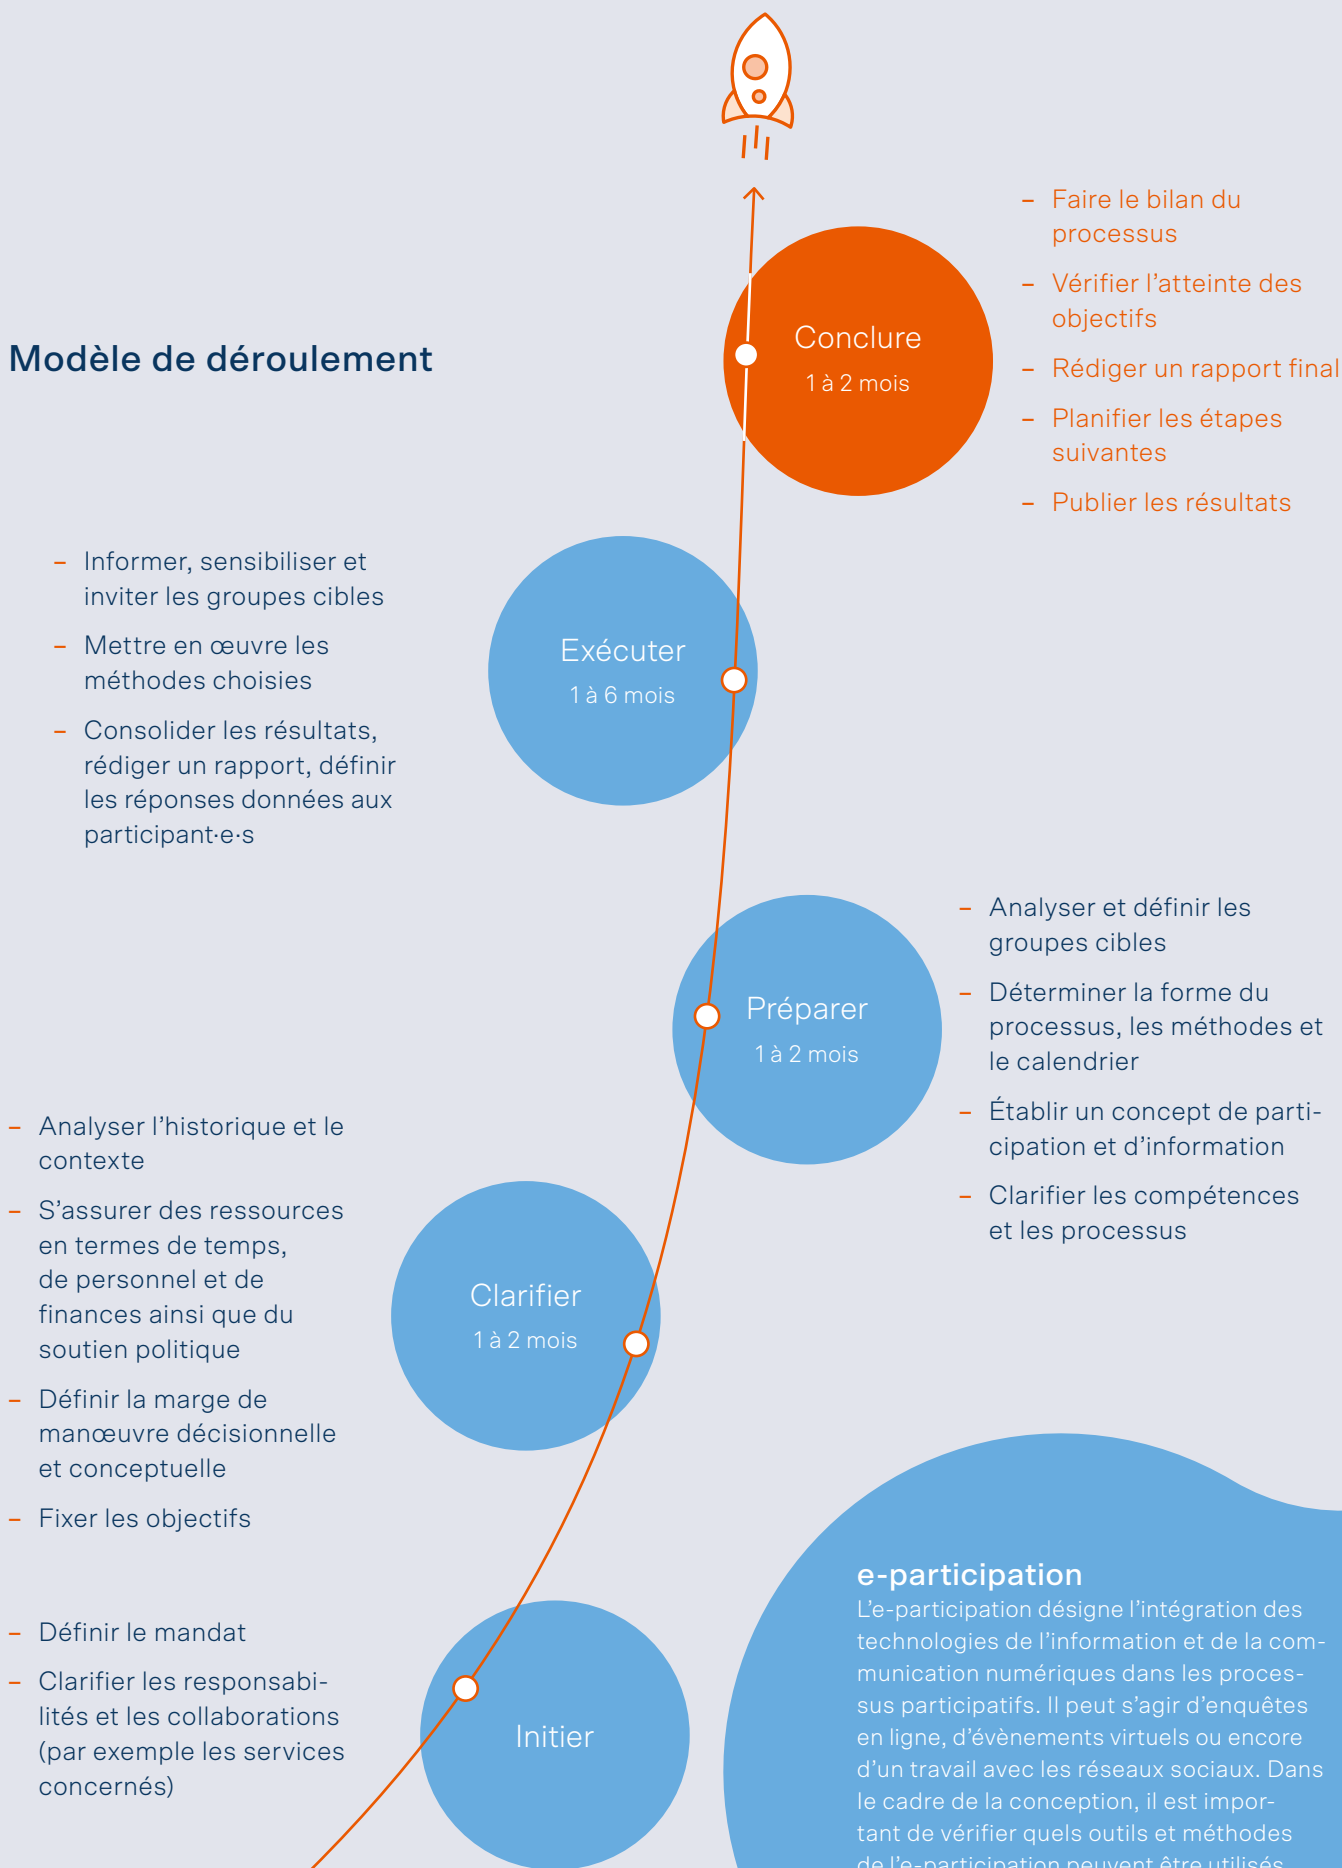 Modèle de déroulement
Conclure
1 à 2 mois
– Faire le bilan du
processus
– Vérifier l’atteinte des
objectifs
– Rédiger un rapport final
– Planifier les étapes
suivantes
– Publier les résultats
– Informer, sensibiliser et
inviter les groupes cibles
– Mettre en œuvre les
méthodes choisies
– Consolider les résultats,
rédiger un rapport, définir
les réponses données aux
participant·e·s
Exécuter
1 à 6 mois
Préparer
1 à 2 mois
– Analyser et définir les
groupes cibles
– Déterminer la forme du
processus, les méthodes et
le calendrier
– Établir un concept de parti-
cipation et d’information
– Clarifier les compétences
et les processus
– Analyser l’historique et le
contexte
– S’assurer des ressources
en termes de temps,
de personnel et de
finances ainsi que du
soutien politique
– Définir la marge de
manœuvre décisionnelle
et conceptuelle
– Fixer les objectifs
Clarifier
1 à 2 mois
– Définir le mandat
– Clarifier les responsabi-
lités et les collaborations
(par exemple les services
concernés)
Initier
e-participation
L’e-participation désigne l’intégration des
technologies de l’information et de la com-
munication numériques dans les proces-
sus participatifs. Il peut s’agir d’enquêtes
en ligne, d’évènements virtuels ou encore
d’un travail avec les réseaux sociaux. Dans
le cadre de la conception, il est impor-
tant de vérifier quels outils et méthodes
de l’e-participation peuvent être utilisés